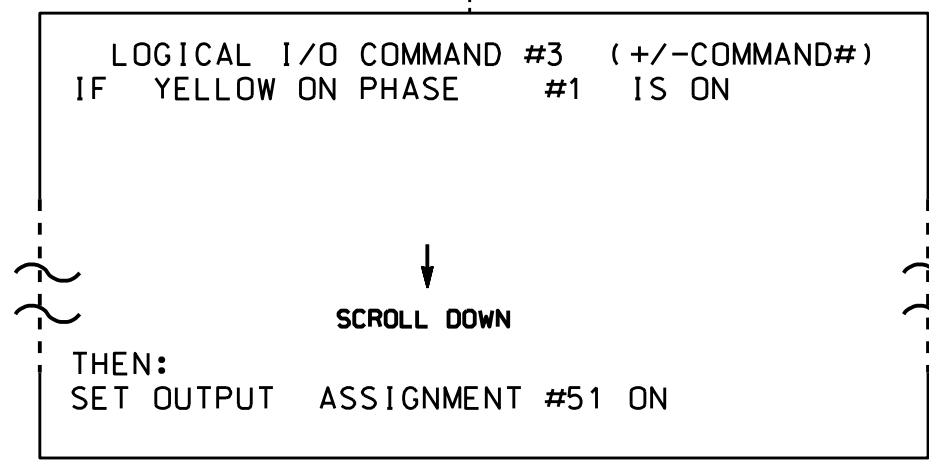 LOGICAL I/O COMMAND #3 (+/-COMMAND#)
IF YELLOW ON PHASE #1 IS ON
SCROLL DOWN
THEN:
SET OUTPUT ASSIGNMENT #51 ON